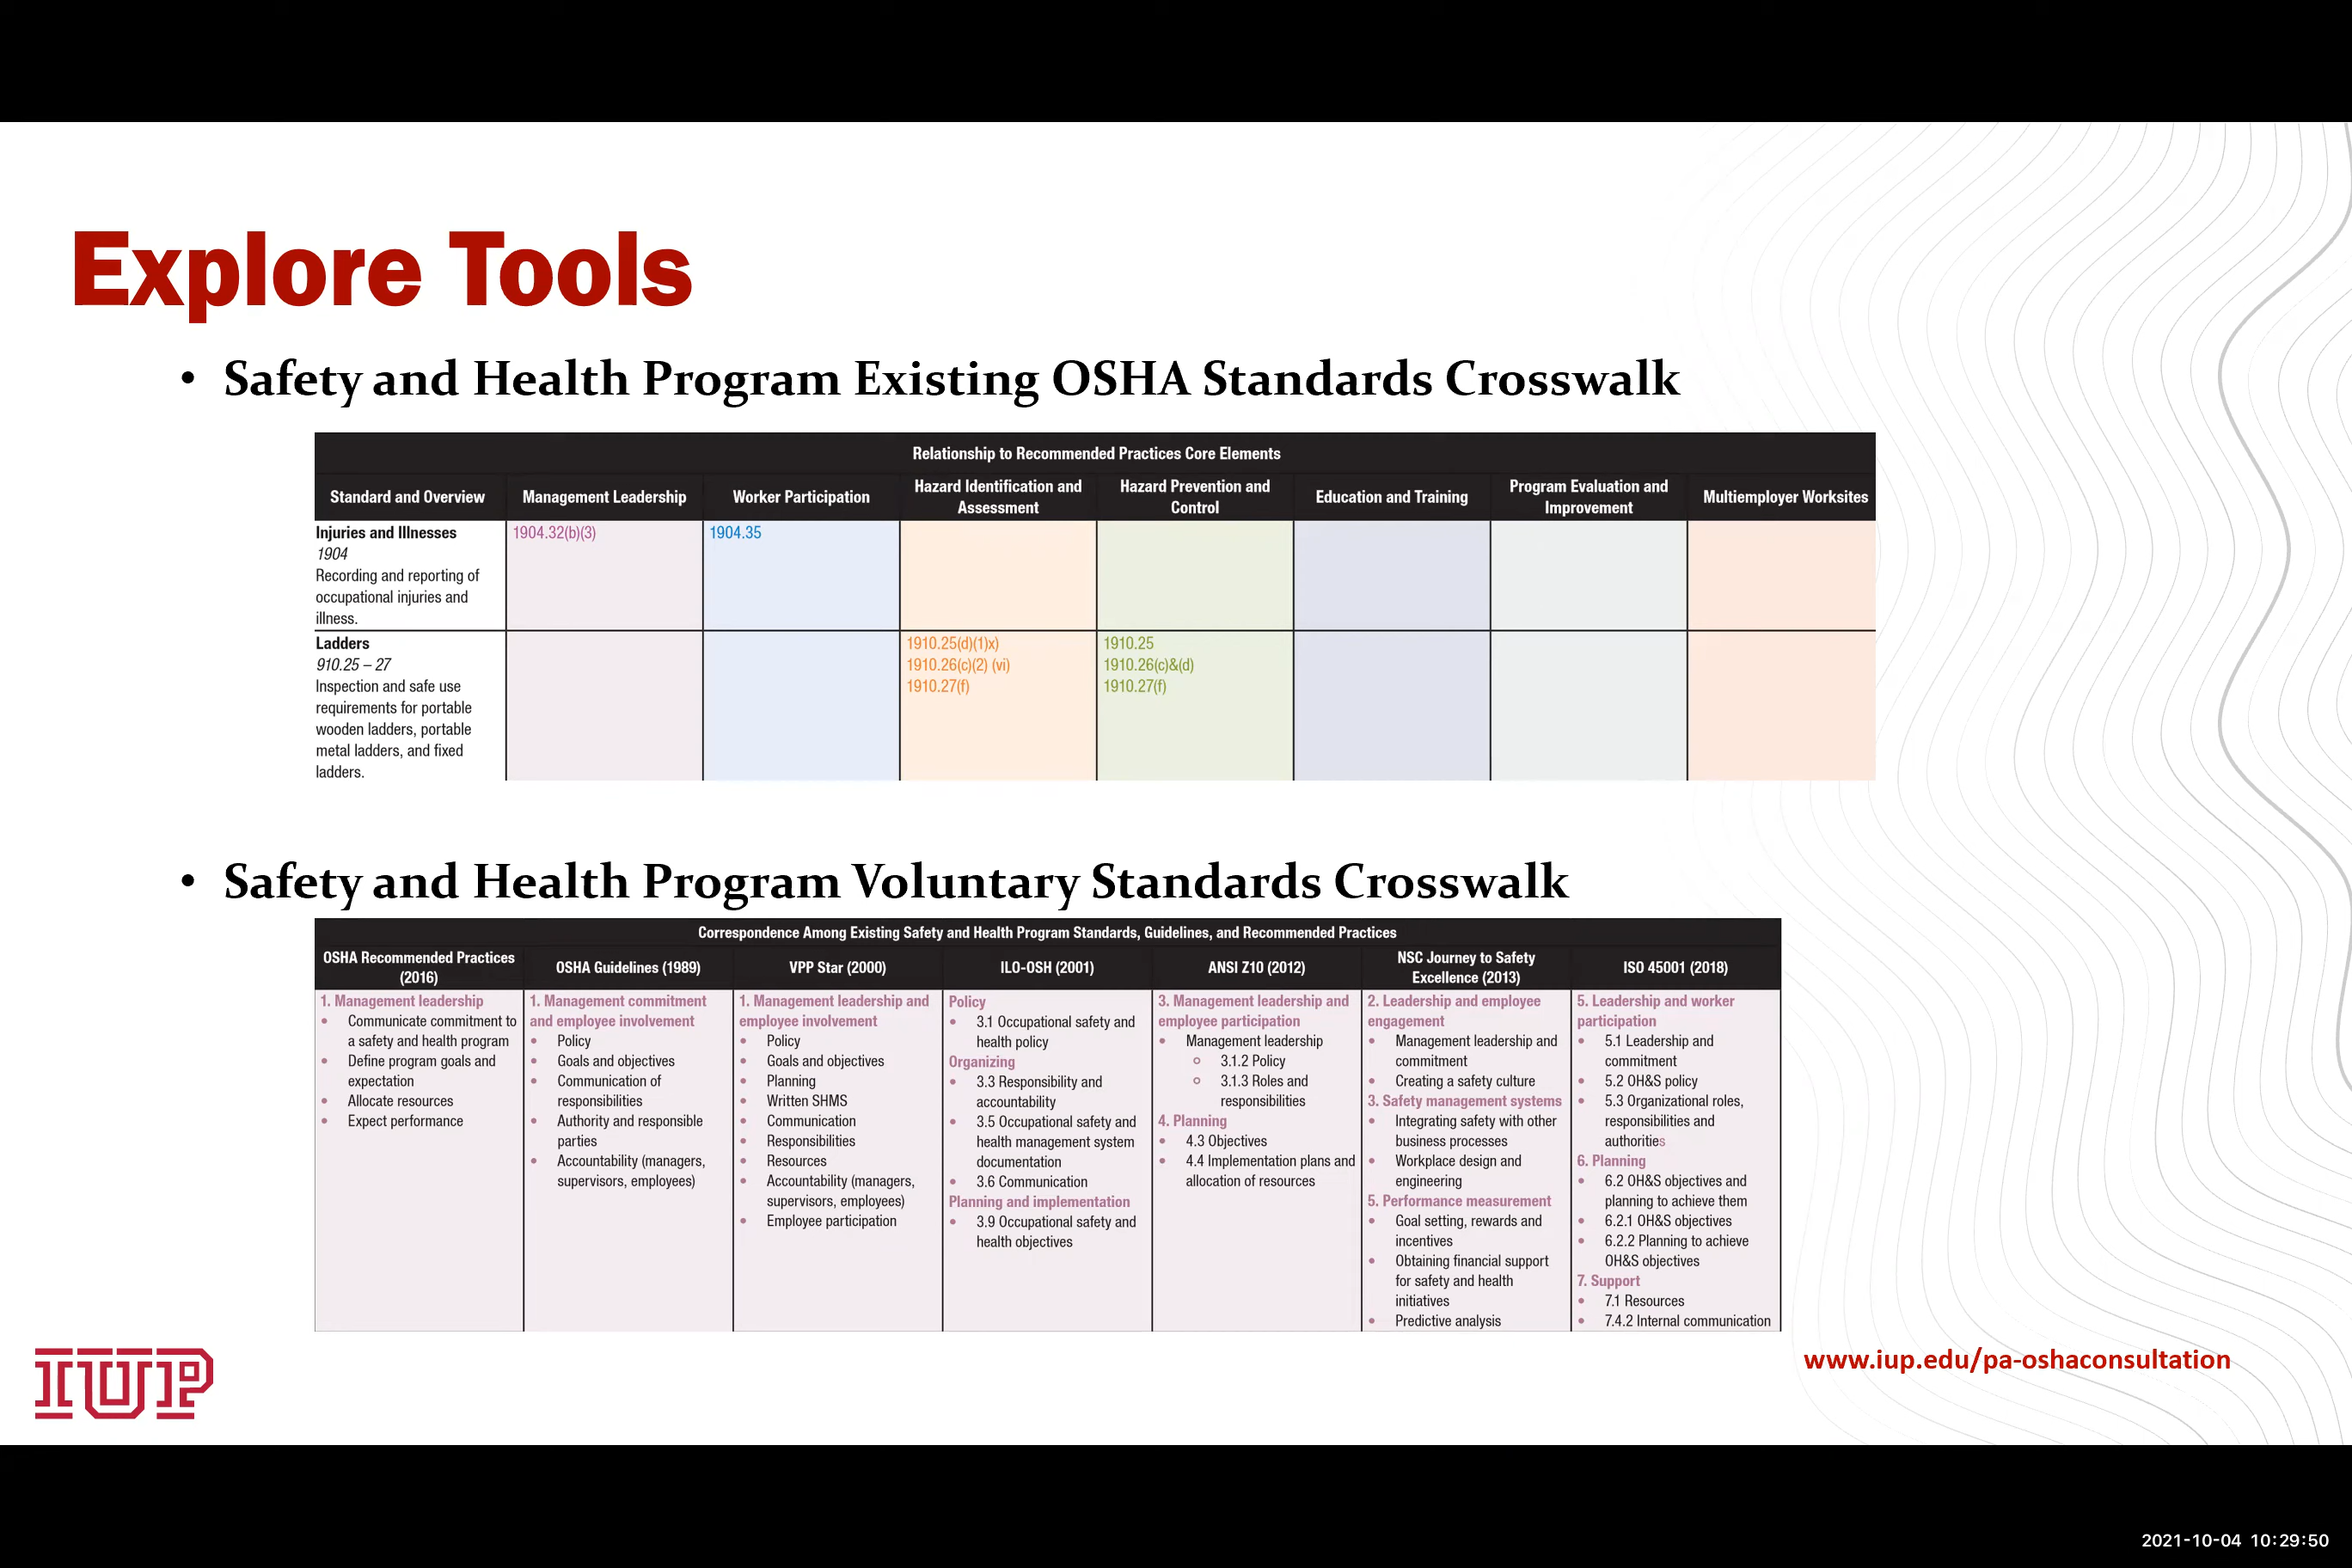 Explore Tools
• Safety and Health Program Existing OSHA Standards Crosswalk
Relationship to Recommended Practices Core Elements
Standard and Overview
Management Leadership
Worker Participation
Hazard Identification and
Assessment
Hazard Prevention and
Control
Education and Training
Program Evaluation and
Improvement
Multiemployer Worksites
Injuries and Illnesses
1904
Recording and reporting of
occupational injuries and
illness.
1904.32(b)(3)
1904.35
Ladders
910.25 – 27
Inspection and safe use
requirements for portable
wooden ladders, portable
metal ladders, and fixed
ladders.
1910.25(d)(1)x)
1910.26(c)(2) (vi)
1910.27(f)
1910.25
1910.26(c)&(d)
1910.27(f)
• Safety and Health Program Voluntary Standards Crosswalk
Correspondence Among Existing Safety and Health Program Standards, Guidelines, and Recommended Practices
OSHA Recommended Practices
(2016)
OSHA Guidelines (1989)
VPP Star (2000)
ILO-OSH (2001)
ANSI Z10 (2012)
NSC Journey to Safety
Excellence (2013)
ISO 45001 (2018)
1. Management leadership
• Communicate commitment to
a safety and health program
• Define program goals and
expectation
• Allocate resources
• Expect performance
1. Management commitment
and employee involvement
• Policy
• Goals and objectives
• Communication of
responsibilities
• Authority and responsible
parties
• Accountability (managers,
supervisors, employees)
1. Management leadership and
employee involvement
• Policy
• Goals and objectives
• Planning
• Written SHMS
• Communication
• Responsibilities
• Resources
• Accountability (managers,
supervisors, employees)
• Employee participation
Policy
• 3.1 Occupational safety and
health policy
Organizing
• 3.3 Responsibility and
accountability
• 3.5 Occupational safety and
health management system
documentation
• 3.6 Communication
Planning and implementation
• 3.9 Occupational safety and
health objectives
3. Management leadership and
employee participation
• Management leadership
○ 3.1.2 Policy
○ 3.1.3 Roles and
responsibilities
4. Planning
• 4.3 Objectives
• 4.4 Implementation plans and
allocation of resources
2. Leadership and employee
engagement
• Management leadership and
commitment
• Creating a safety culture
3. Safety management systems
• Integrating safety with other
business processes
• Workplace design and
engineering
5. Performance measurement
• Goal setting, rewards and
incentives
• Obtaining financial support
for safety and health
initiatives
• Predictive analysis
5. Leadership and worker
participation
• 5.1 Leadership and
commitment
• 5.2 OH&S policy
• 5.3 Organizational roles,
responsibilities and
authorities
6. Planning
• 6.2 OH&S objectives and
planning to achieve them
• 6.2.1 OH&S objectives
• 6.2.2 Planning to achieve
OH&S objectives
7. Support
• 7.1 Resources
• 7.4.2 Internal communication
IUP
www.iup.edu/pa-oshaconsultation
2021-10-04 10:29:50